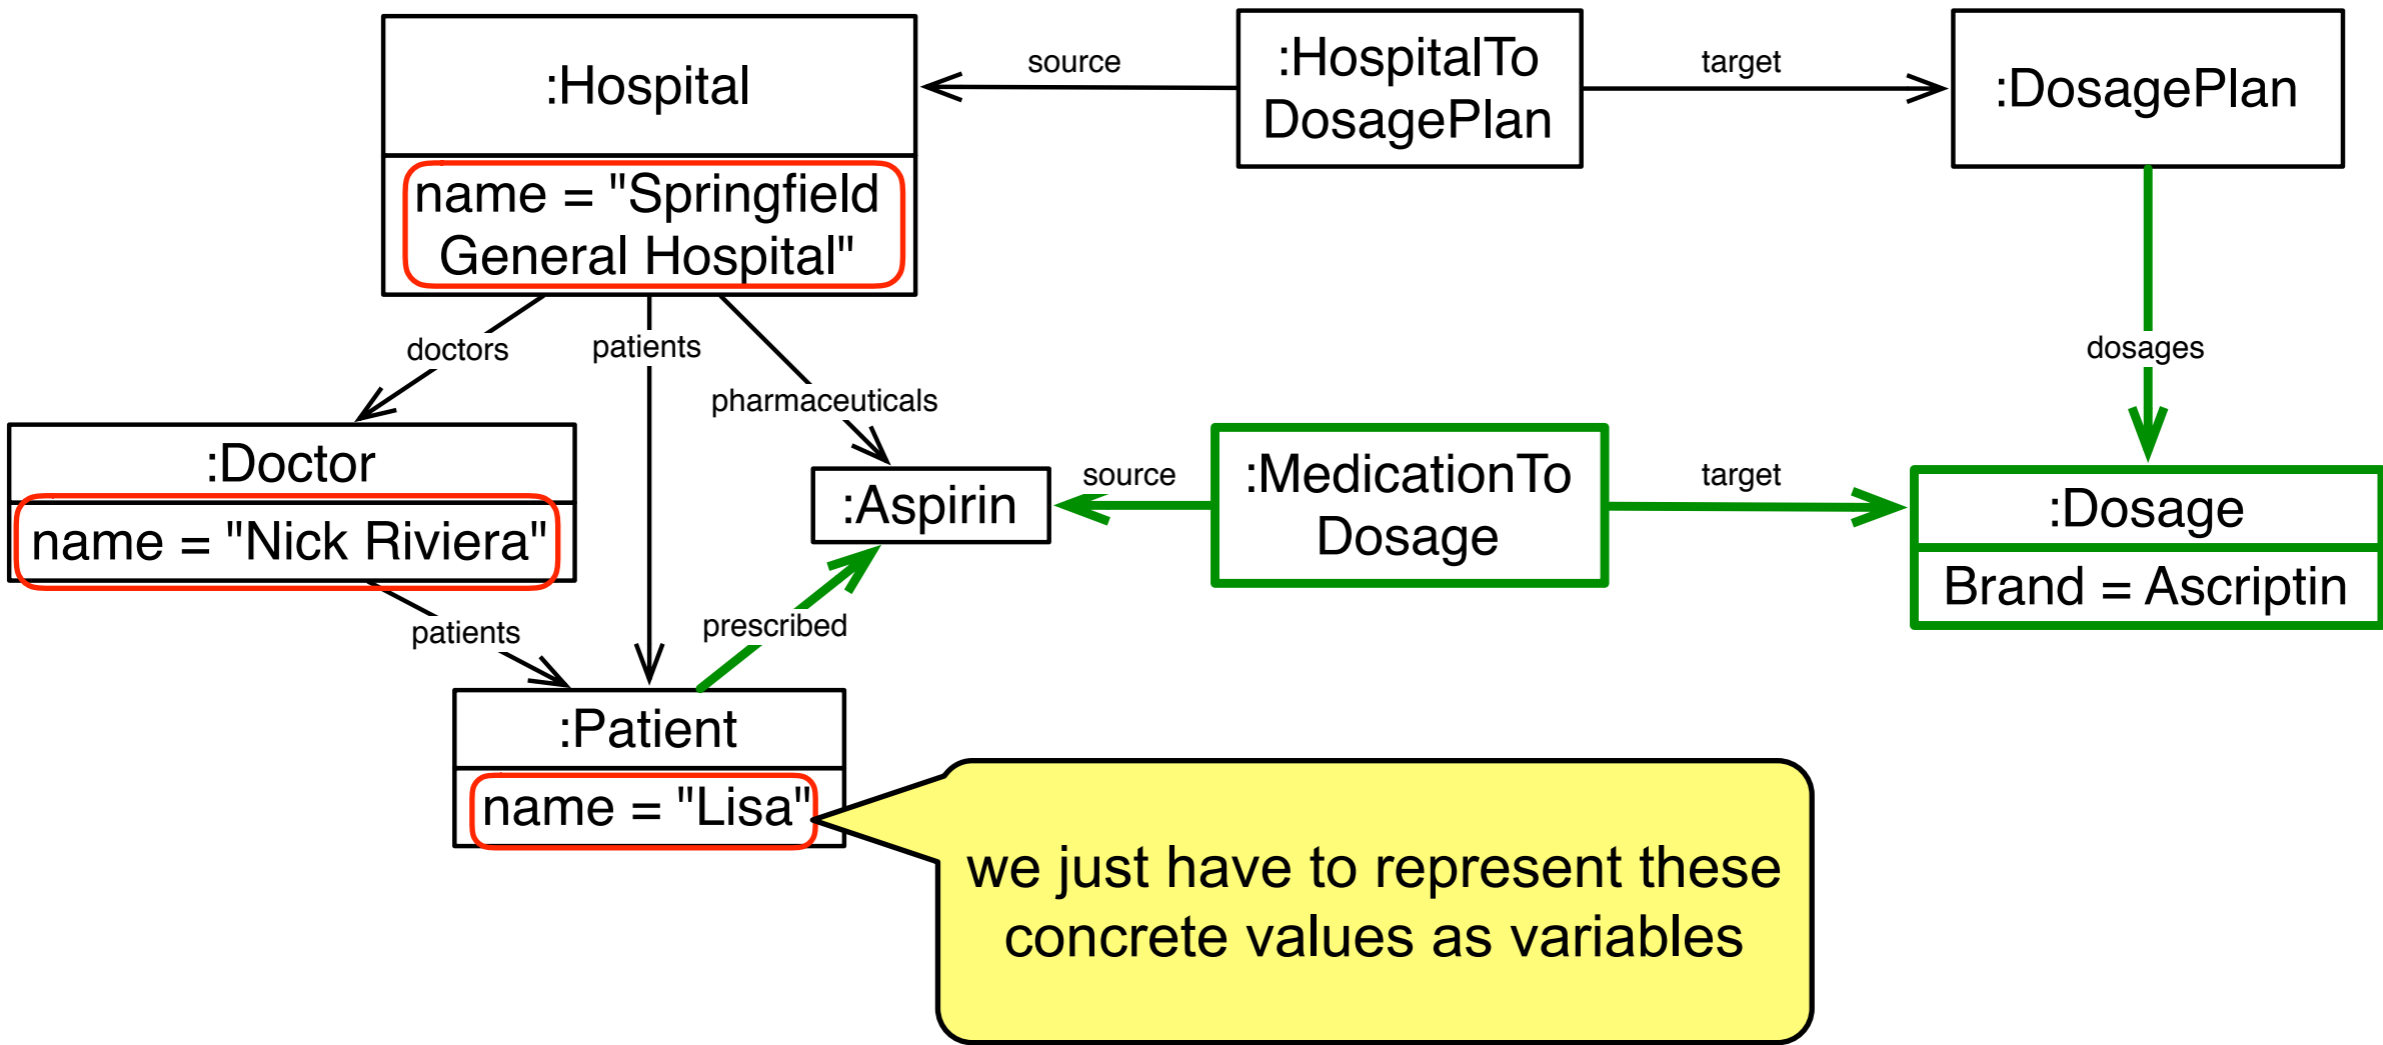 :Hospital
source
:HospitalTo
DosagePlan
target
:DosagePlan
name = "Springfield
General Hospital"
doctors
patients
pharmaceuticals
dosages
:Doctor
name = "Nick Riviera"
:Aspirin
source
:MedicationTo
Dosage
target
:Dosage
Brand = Ascriptin
patients
prescribed
:Patient
name = "Lisa"
we just have to represent these
concrete values as variables